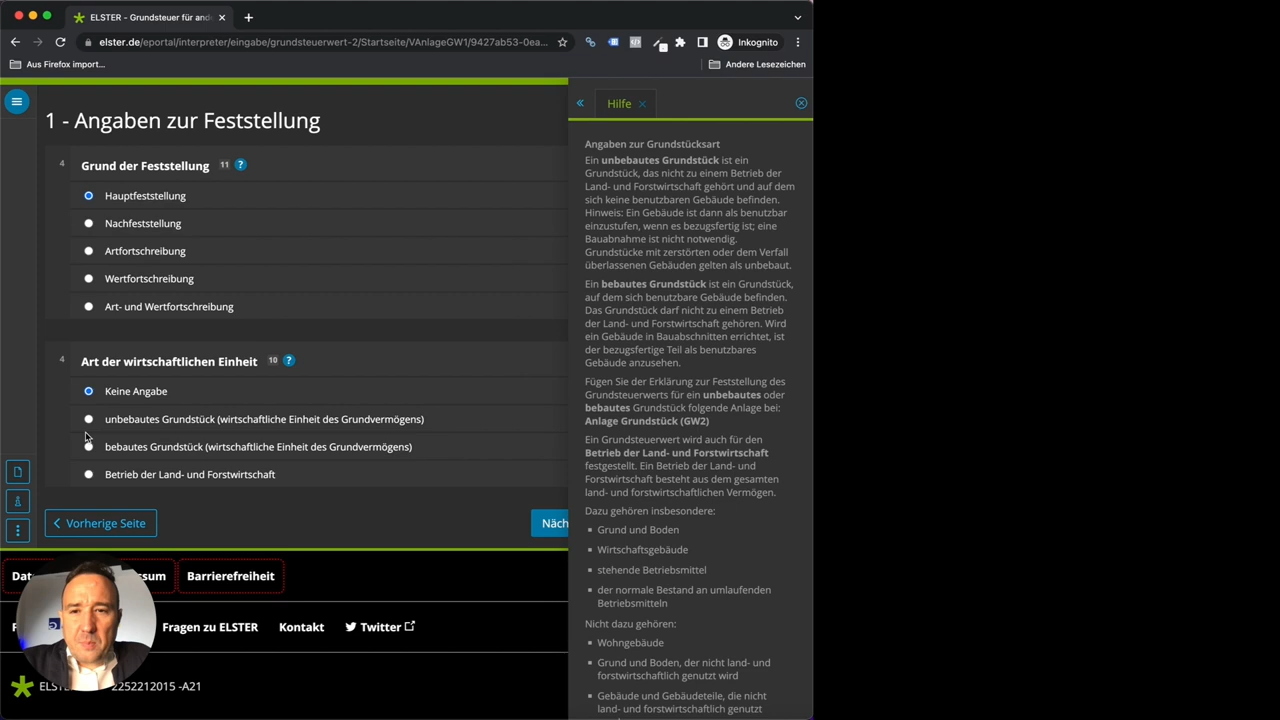 ELSTER - Grundsteuer für and
elster.de/eportal/interpreter/eingabe/grundsteuerwert-2/Startseite/VAnlageGW1/9427ab53-0ea...
Inkognito
Aus Firefox import...
Andere Lesezeichen
1 - Angaben zur Feststellung
4 Grund der Feststellung 11 ?
Hauptfeststellung
Nachfeststellung
Artfortschreibung
Wertfortschreibung
Art- und Wertfortschreibung
4 Art der wirtschaftlichen Einheit 10 ?
Keine Angabe
unbebautes Grundstück (wirtschaftliche Einheit des Grundvermögens)
bebautes Grundstück (wirtschaftliche Einheit des Grundvermögens)
Betrieb der Land- und Forstwirtschaft
Vorherige Seite
Näch
Hilfe
Angaben zur Grundstücksart
Ein unbebautes Grundstück ist ein
Grundstück, das nicht zu einem Betrieb der
Land- und Forstwirtschaft gehört und auf dem
sich keine benutzbaren Gebäude befinden.
Hinweis: Ein Gebäude ist dann als benutzbar
einzustufen, wenn es bezugsfertig ist; eine
Bauabnahme ist nicht notwendig.
Grundstücke mit zerstörten oder dem Verfall
überlassenen Gebäuden gelten als unbebaut.
Ein bebautes Grundstück ist ein Grundstück,
auf dem sich benutzbare Gebäude befinden.
Das Grundstück darf nicht zu einem Betrieb
der Land- und Forstwirtschaft gehören. Wird
ein Gebäude in Bauabschnitten errichtet, ist
der bezugsfertige Teil als benutzbares
Gebäude anzusehen.
Fügen Sie der Erklärung zur Feststellung des
Grundsteuerwerts für ein unbebautes oder
bebautes Grundstück folgende Anlage bei:
Anlage Grundstück (GW2)
Ein Grundsteuerwert wird auch für den
Betrieb der Land- und Forstwirtschaft
festgestellt. Ein Betrieb der Land- und
Forstwirtschaft besteht aus dem gesamten
land- und forstwirtschaftlichen Vermögen.
Dazu gehören insbesondere:
Grund und Boden
Wirtschaftsgebäude
stehende Betriebsmittel
der normale Bestand an umlaufenden
Betriebsmitteln
Nicht dazu gehören:
Wohngebäude
Grund und Boden, der nicht land- und
forstwirtschaftlich genutzt wird
Gebäude und Gebäudeteile, die nicht
land- und forstwirtschaftlich genutzt
Dat ssum Barrierefreiheit
F Fragen zu ELSTER Kontakt Twitter
ELS 2252212015 -A21